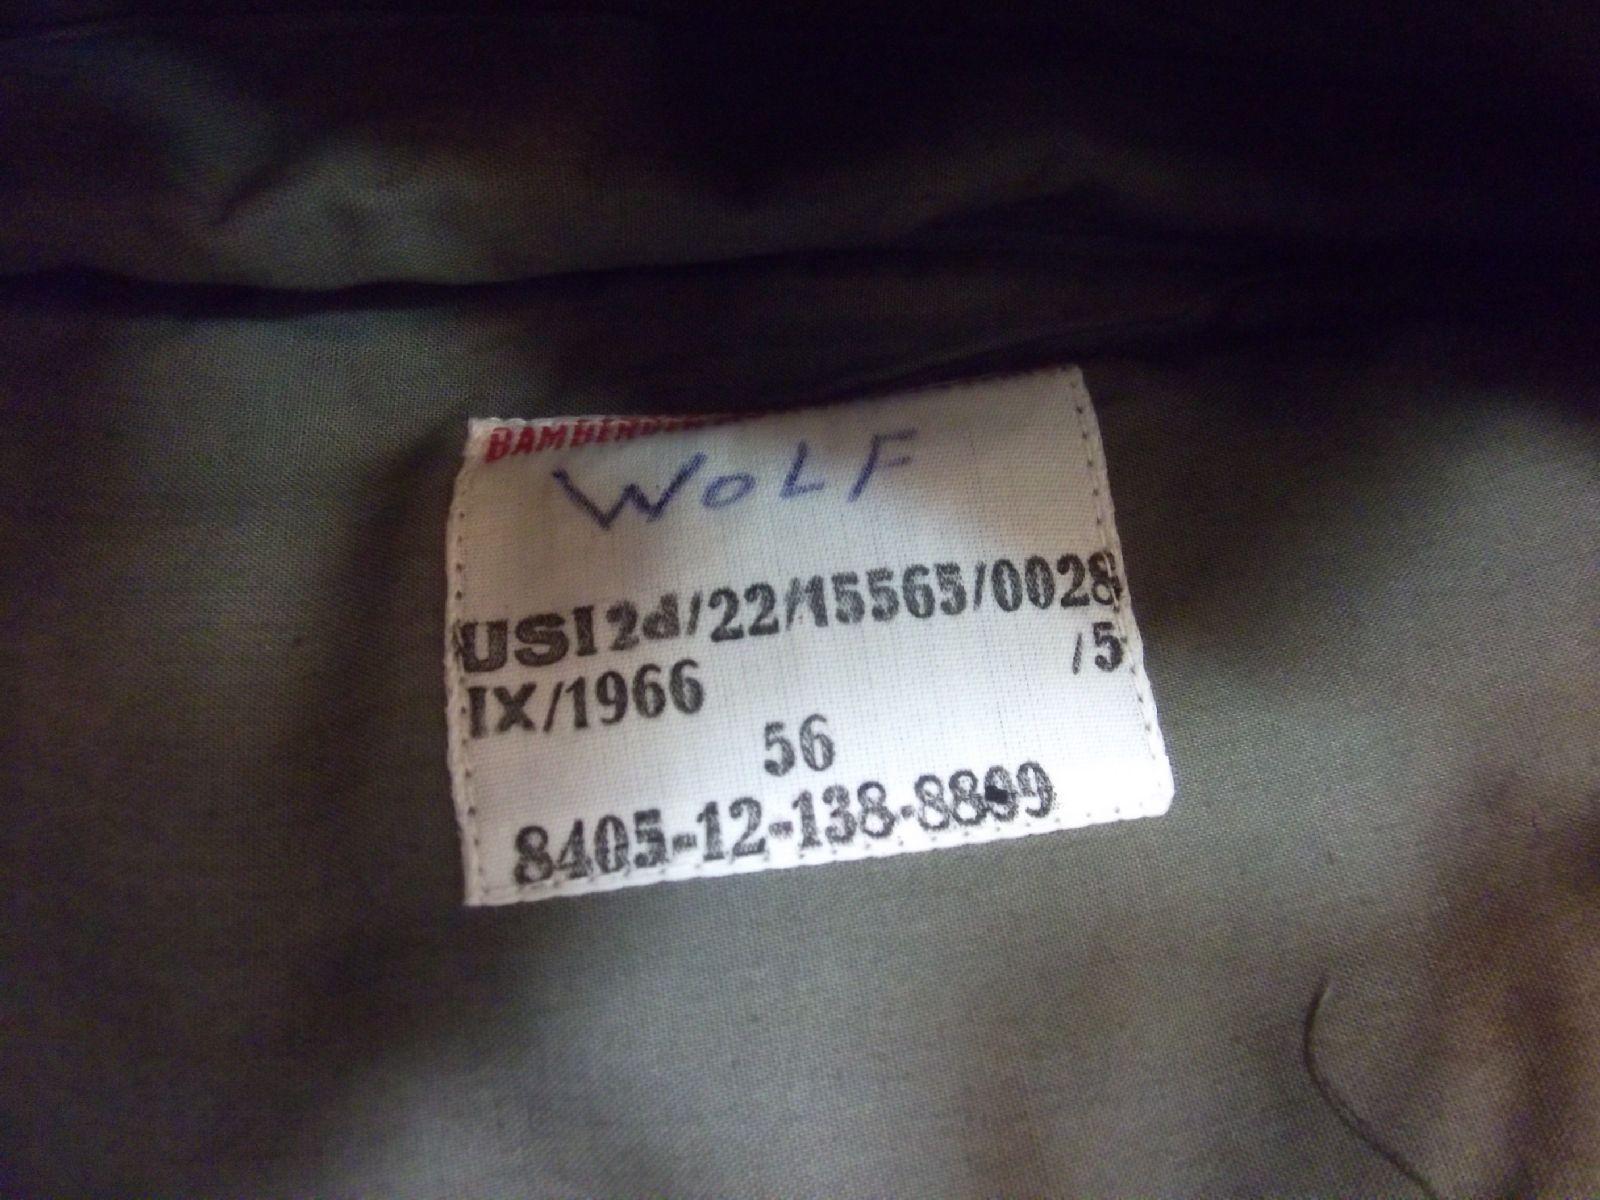 WOLF
USI2d/22/15565/0028
/5
IX/1966
56
8405-12-138-8899